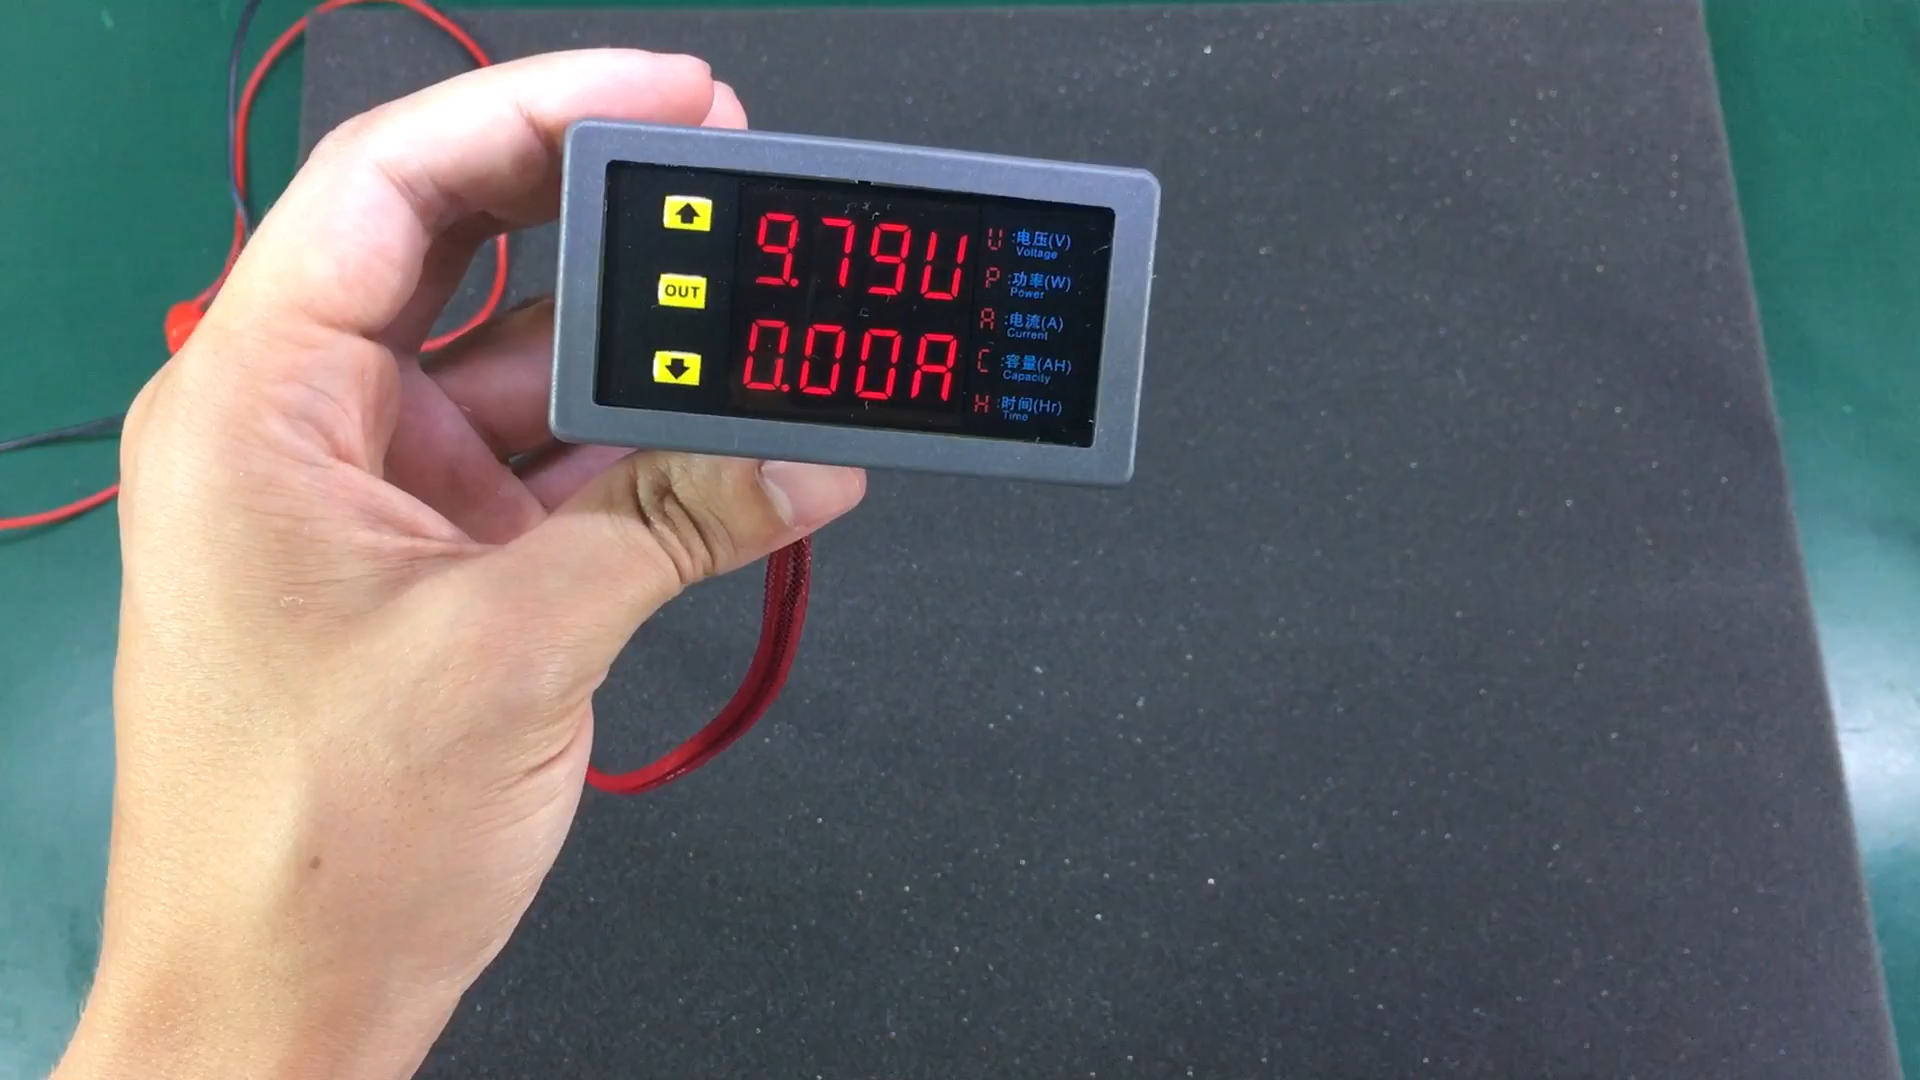 9.79U
OUT
0.00A
U :电压(V)
Voltage
P :功率(W)
Power
A :电流(A)
Current
C :容量(AH)
Capacity
H :时间(Hr)
Time